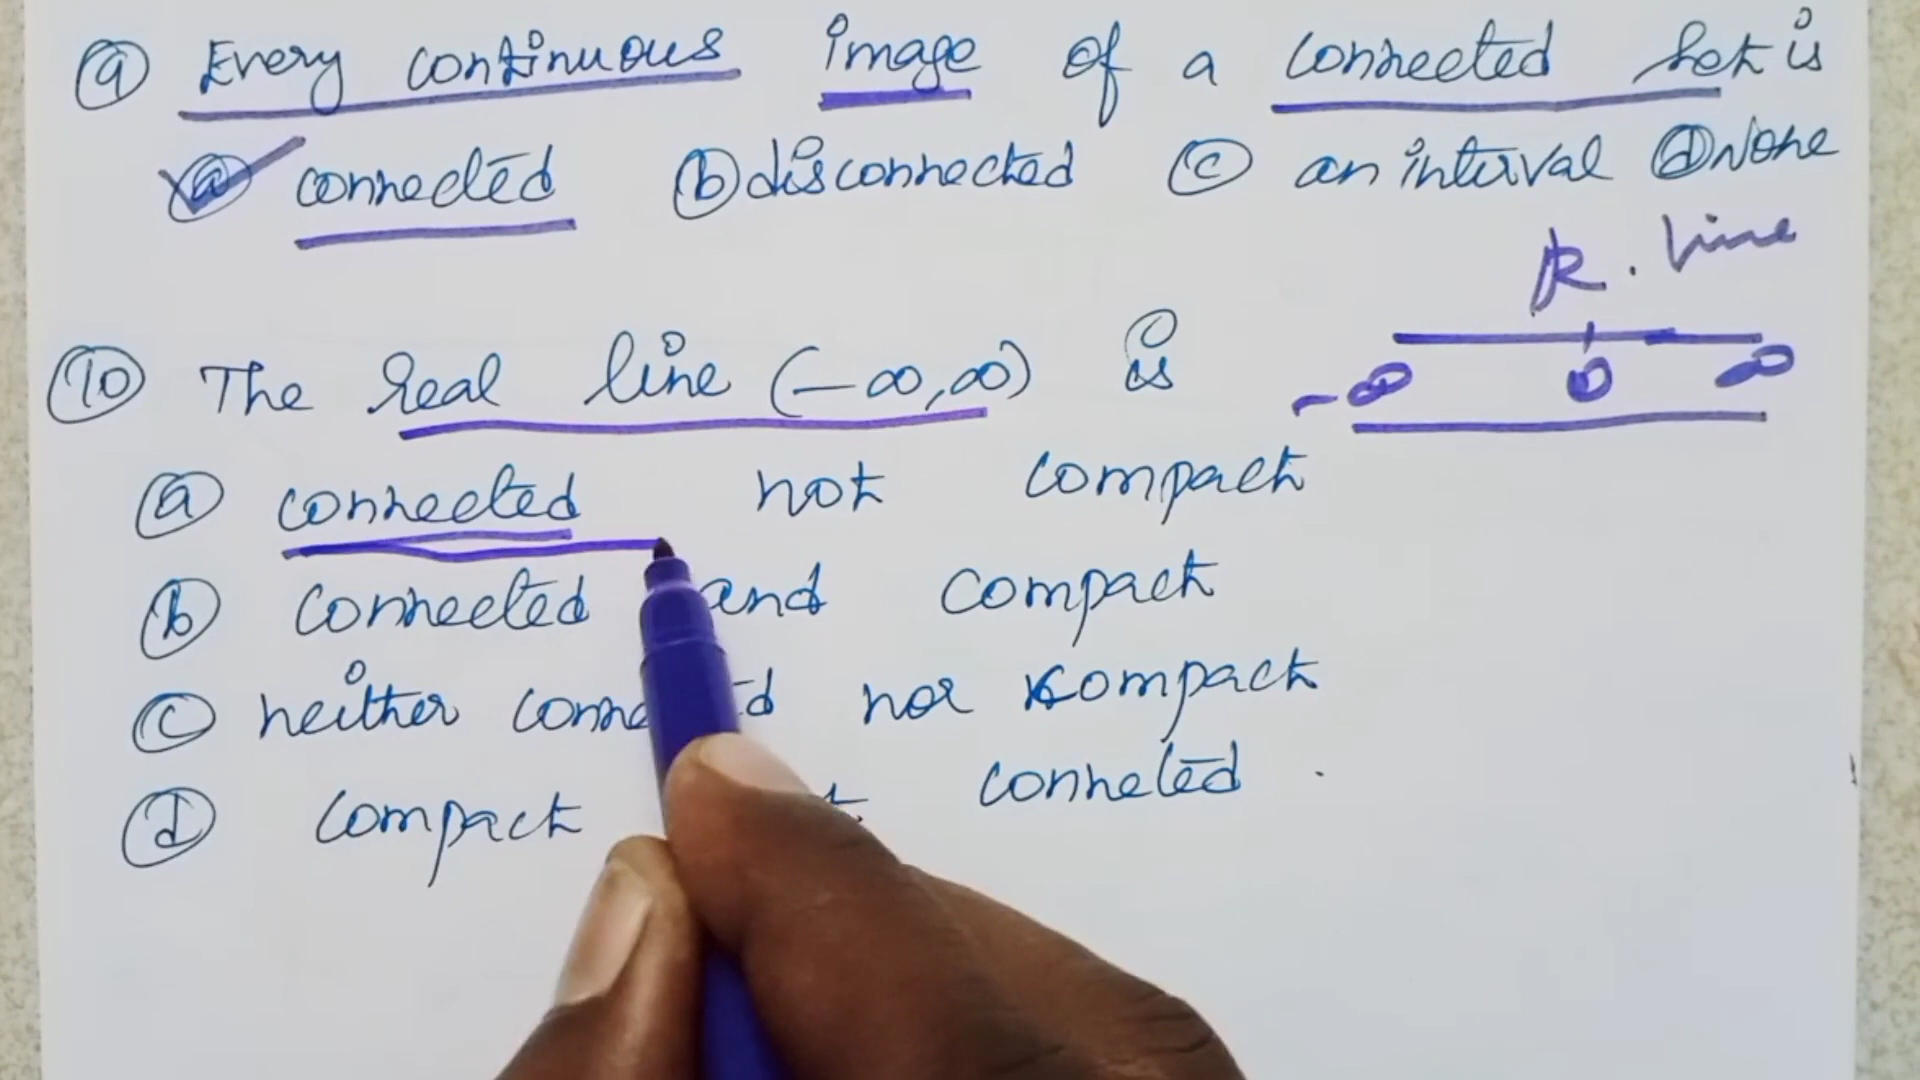 9 Every continuous image of a connected set is
a connected b disconnected c an interval d None
R. line
10 The real line (-∞,∞) is
-∞ 0 ∞
a connected not compact
b connected and compact
c neither connected nor compact
d compact conneted.